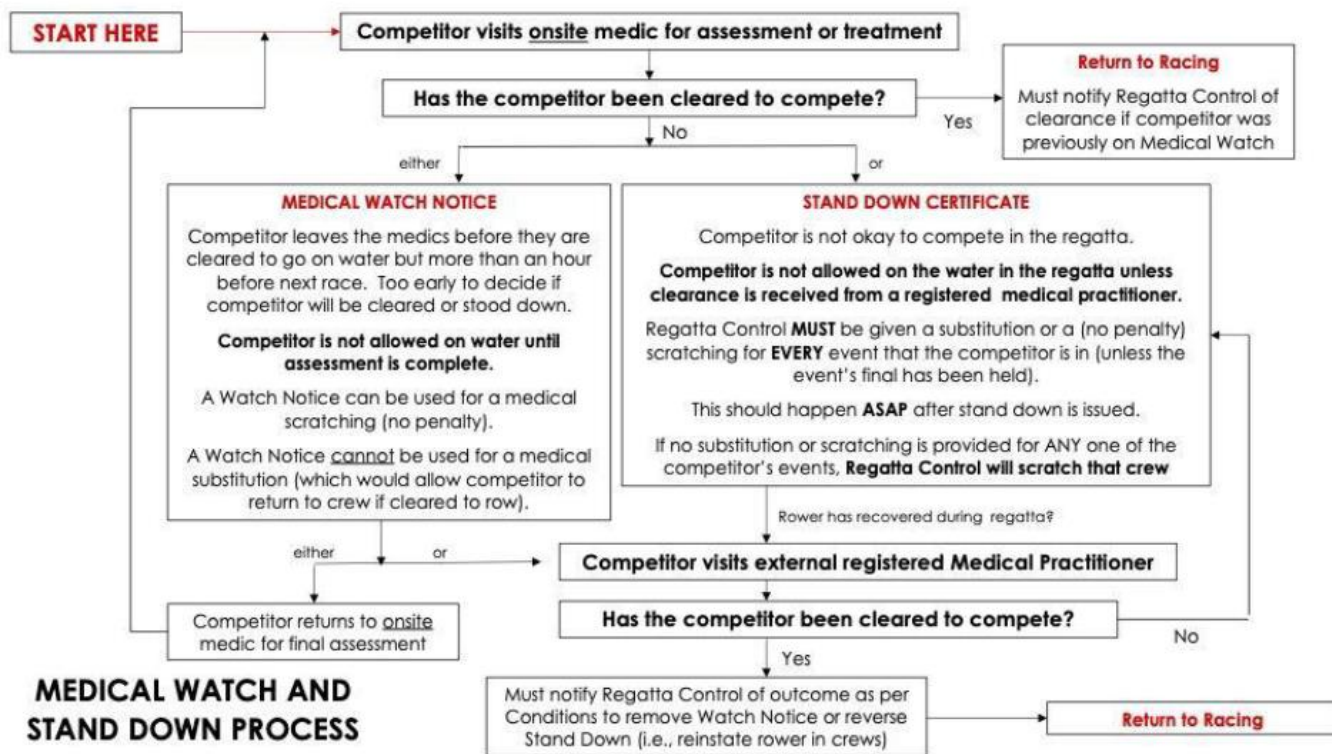 START HERE
Competitor visits onsite medic for assessment or treatment
Has the competitor been cleared to compete?
Yes
Return to Racing
Must notify Regatta Control of
clearance if competitor was
previously on Medical Watch
No
either
or
MEDICAL WATCH NOTICE
Competitor leaves the medics before they are
cleared to go on water but more than an hour
before next race. Too early to decide if
competitor will be cleared or stood down.
Competitor is not allowed on water until
assessment is complete.
A Watch Notice can be used for a medical
scratching (no penalty).
A Watch Notice cannot be used for a medical
substitution (which would allow competitor to
return to crew if cleared to row).
STAND DOWN CERTIFICATE
Competitor is not okay to compete in the regatta.
Competitor is not allowed on the water in the regatta unless
clearance is received from a registered medical practitioner.
Regatta Control MUST be given a substitution or a (no penalty)
scratching for EVERY event that the competitor is in (unless the
event's final has been held).
This should happen ASAP after stand down is issued.
If no substitution or scratching is provided for ANY one of the
competitor's events, Regatta Control will scratch that crew
Rower has recovered during regatta?
either
or
Competitor visits external registered Medical Practitioner
Competitor returns to onsite
medic for final assessment
Has the competitor been cleared to compete?
No
Yes
MEDICAL WATCH AND
STAND DOWN PROCESS
Must notify Regatta Control of outcome as per
Conditions to remove Watch Notice or reverse
Stand Down (i.e., reinstate rower in crews)
Return to Racing